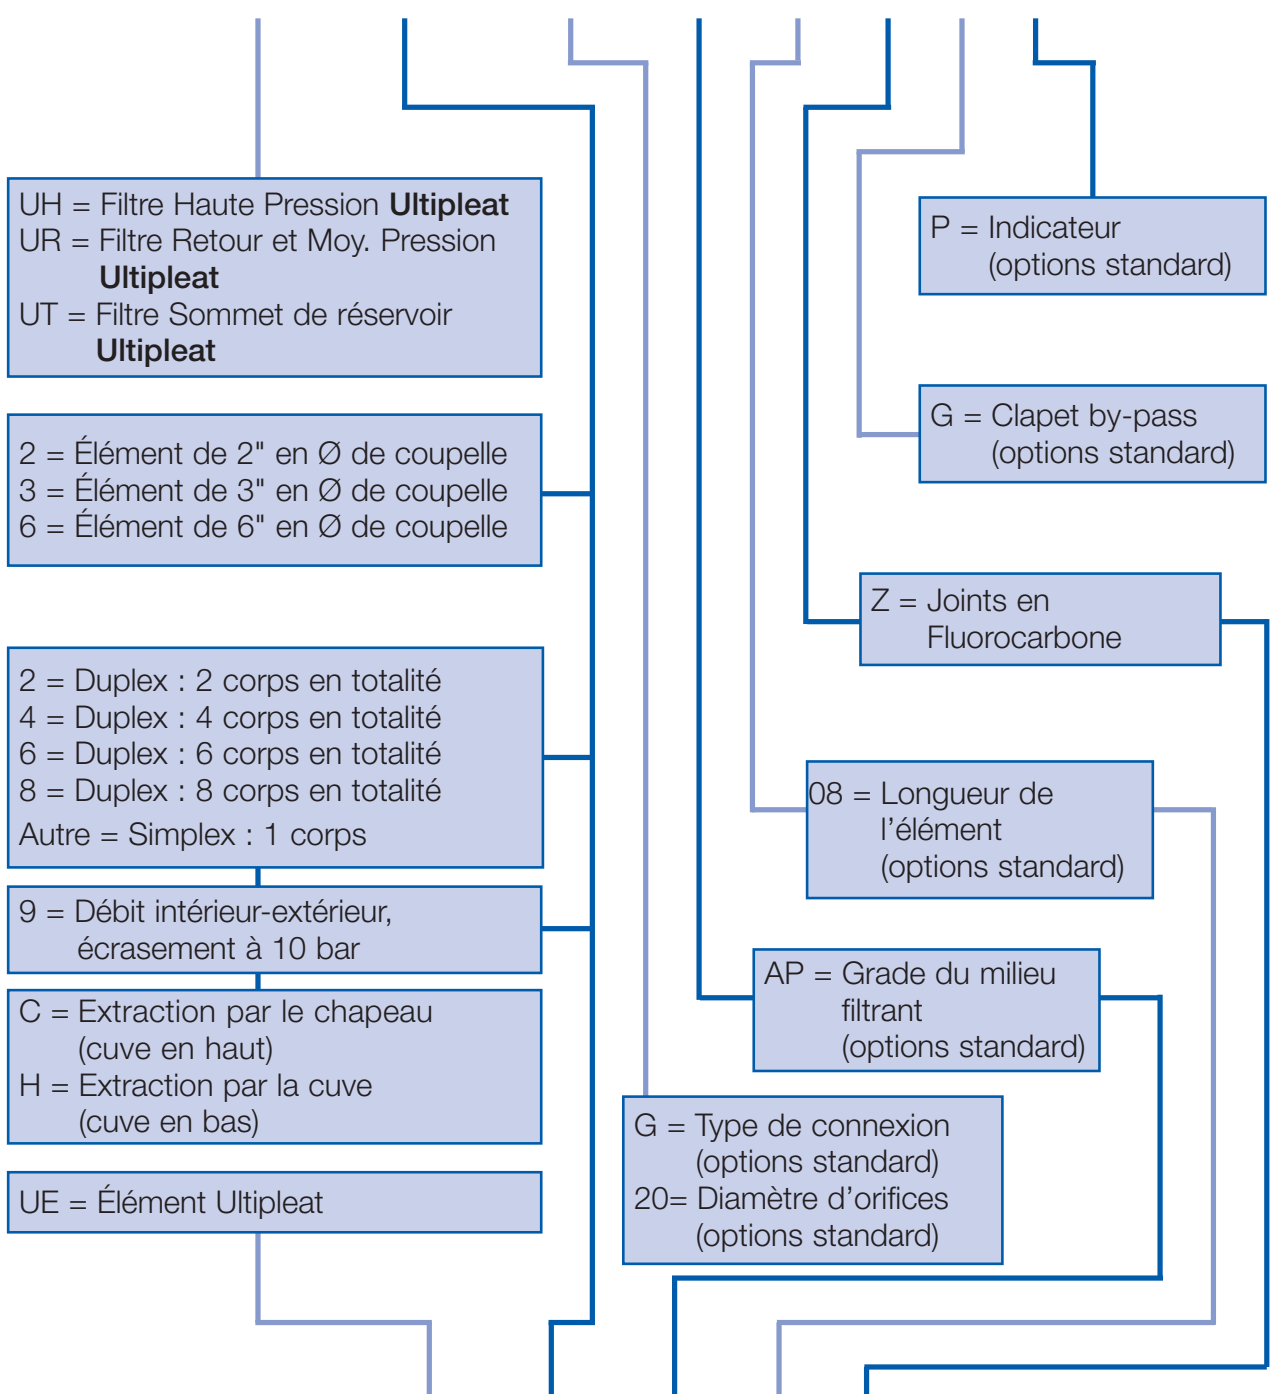 UH = Filtre Haute Pression Ultipleat
UR = Filtre Retour et Moy. Pression
Ultipleat
UT = Filtre Sommet de réservoir
Ultipleat
2 = Élément de 2" en Ø de coupelle
3 = Élément de 3" en Ø de coupelle
6 = Élément de 6" en Ø de coupelle
2 = Duplex : 2 corps en totalité
4 = Duplex : 4 corps en totalité
6 = Duplex : 6 corps en totalité
8 = Duplex : 8 corps en totalité
Autre = Simplex : 1 corps
9 = Débit intérieur-extérieur,
écrasement à 10 bar
C = Extraction par le chapeau
(cuve en haut)
H = Extraction par la cuve
(cuve en bas)
UE = Élément Ultipleat
P = Indicateur
(options standard)
G = Clapet by-pass
(options standard)
Z = Joints en
Fluorocarbone
08 = Longueur de
l’élément
(options standard)
AP = Grade du milieu
filtrant
(options standard)
G = Type de connexion
(options standard)
20= Diamètre d’orifices
(options standard)